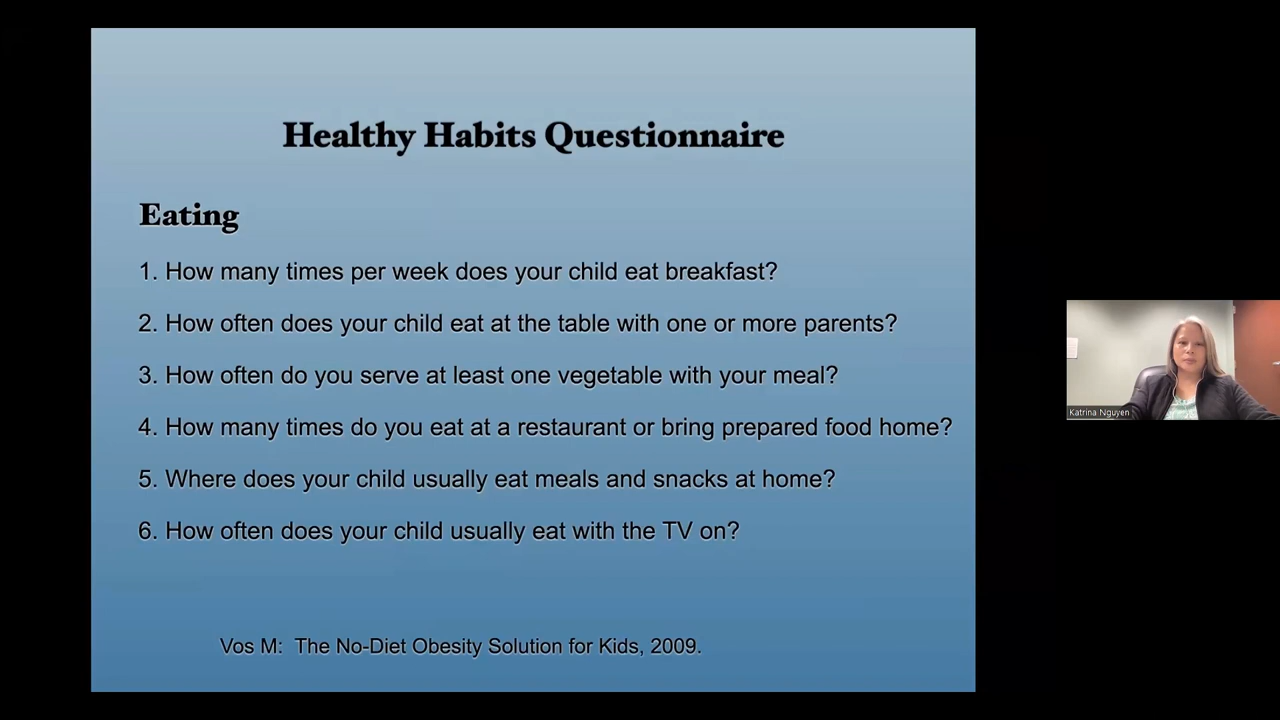 Healthy Habits Questionnaire
Eating
1. How many times per week does your child eat breakfast?
2. How often does your child eat at the table with one or more parents?
3. How often do you serve at least one vegetable with your meal?
4. How many times do you eat at a restaurant or bring prepared food home?
5. Where does your child usually eat meals and snacks at home?
6. How often does your child usually eat with the TV on?
Vos M:  The No-Diet Obesity Solution for Kids, 2009.
Katrina Nguyen